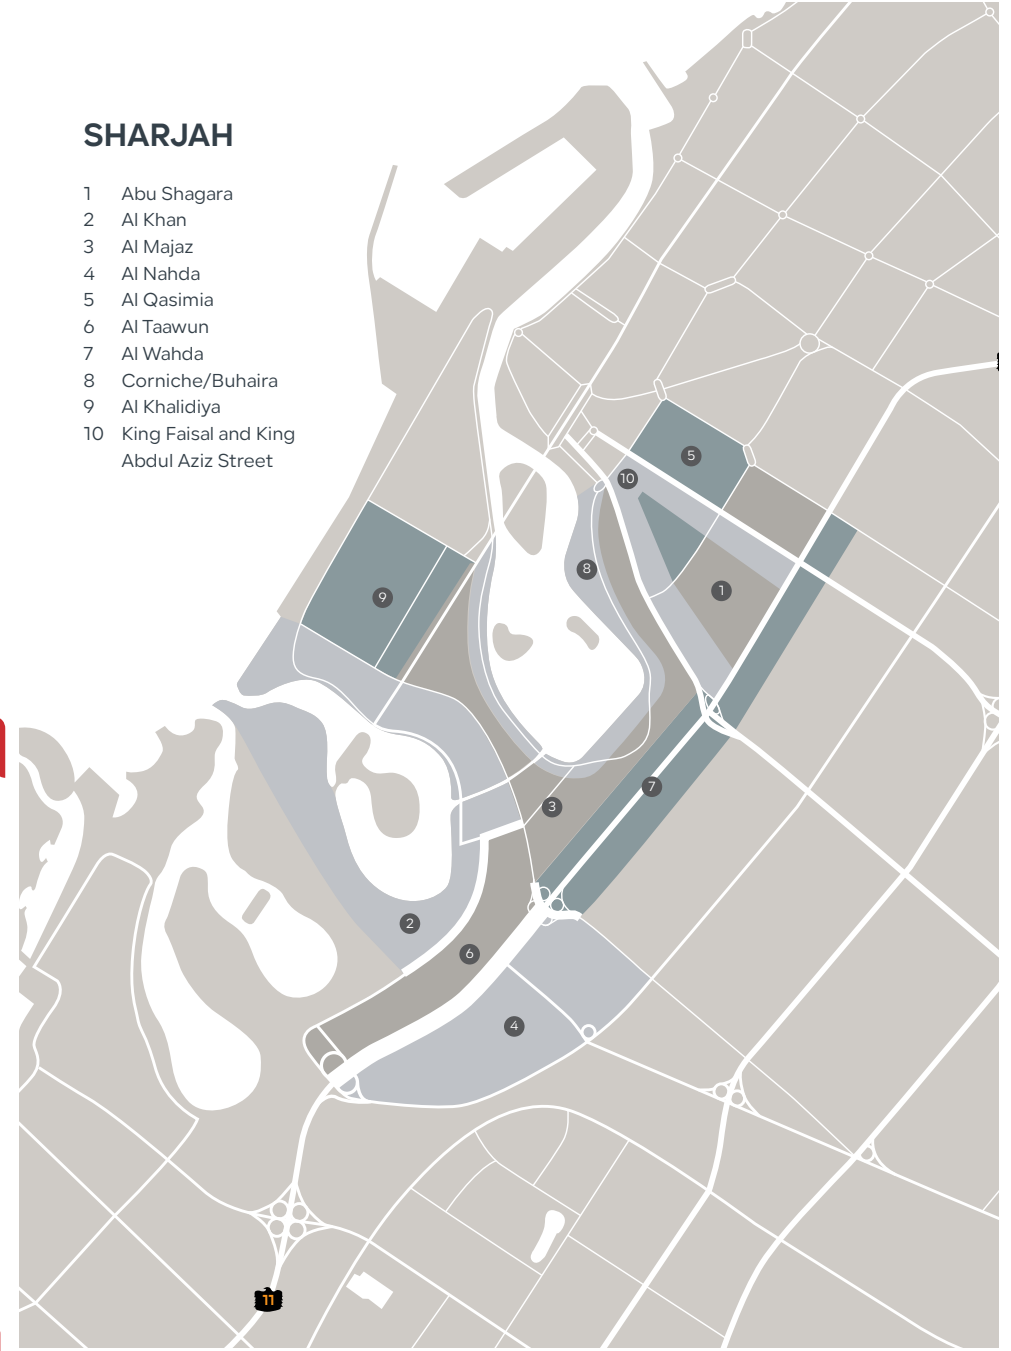 SHARJAH
1 Abu Shagara
2 Al Khan
3 Al Majaz
4 Al Nahda
5 Al Qasimia
6 Al Taawun
7 Al Wahda
8 Corniche/Buhaira
9 Al Khalidiya
10 King Faisal and King
Abdul Aziz Street
5
10
8
1
9
7
3
2
6
4
11